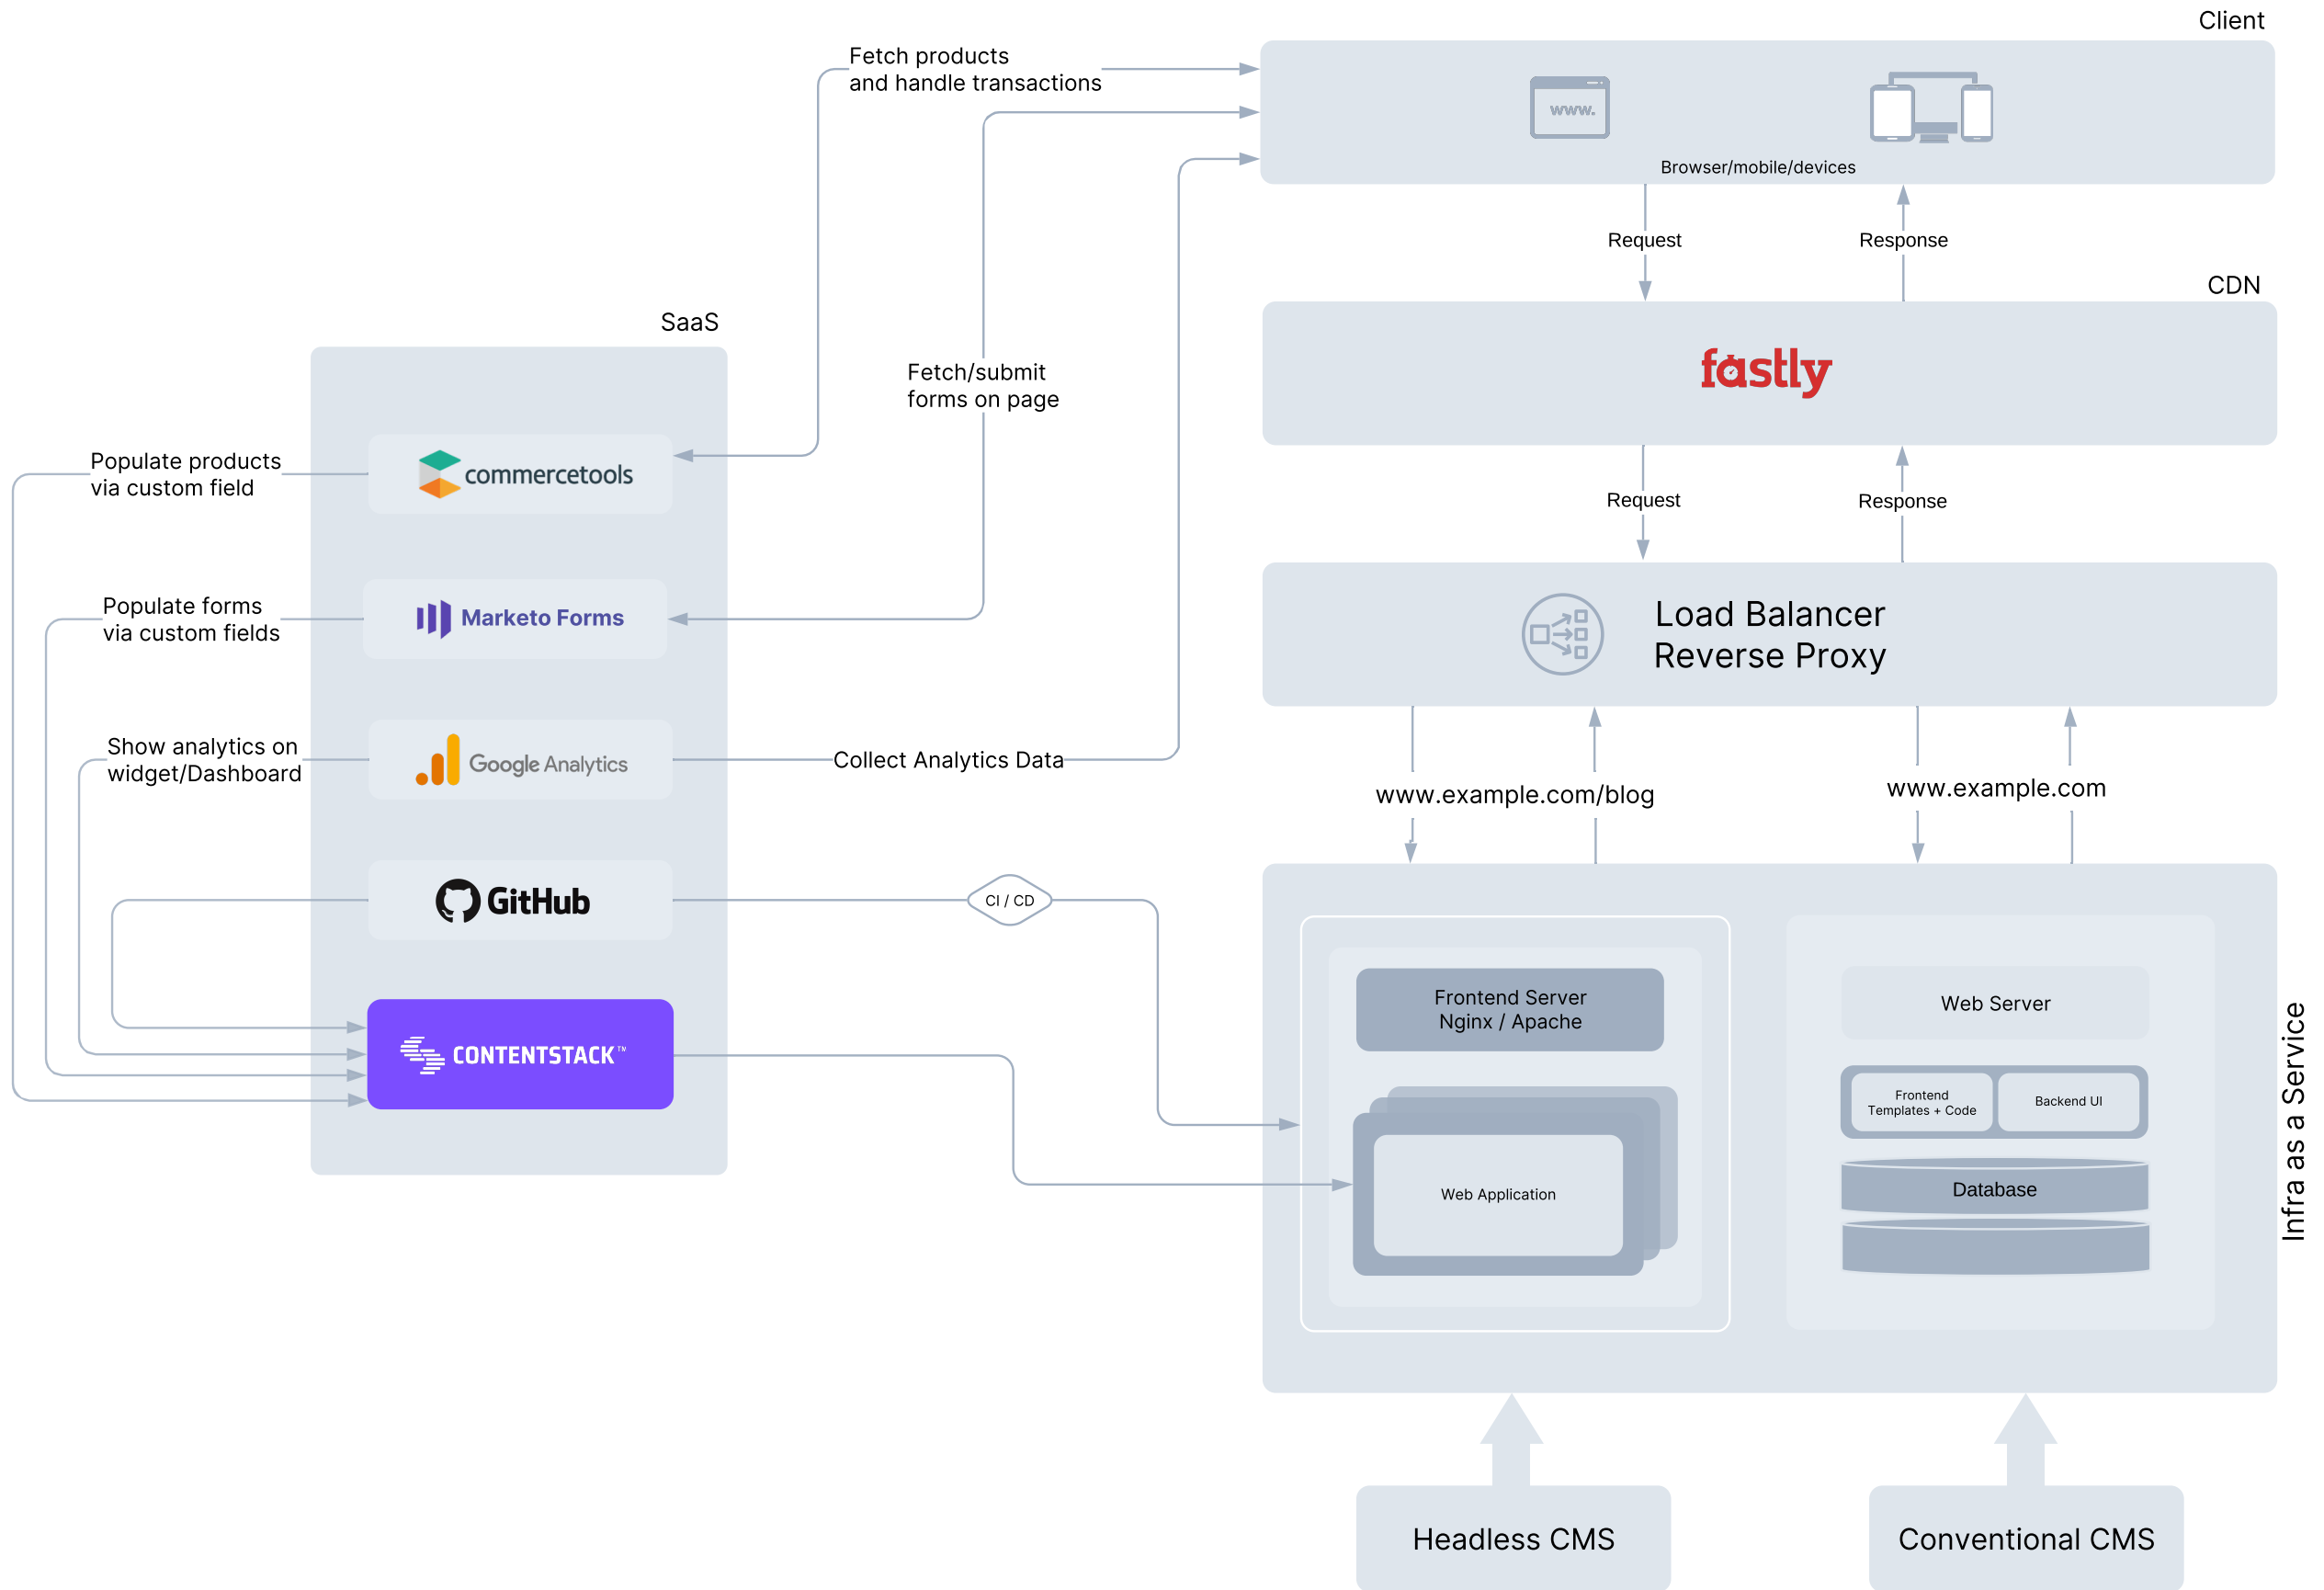 Client
Fetch products
and handle transactions
www.
Browser/mobile/devices
Request
Response
CDN
fastly
SaaS
Fetch/submit
forms on page
Populate products
via custom field
commercetools
Request
Response
Populate forms
via custom fields
Marketo Forms
Load Balancer
Reverse Proxy
Show analytics on
widget/Dashboard
Google Analytics
Collect Analytics Data
www.example.com/blog
www.example.com
GitHub
CI / CD
CONTENTSTACK™
Frontend Server
Nginx / Apache
Web Application
Web Server
Frontend
Templates + Code
Backend UI
Database
Infra as a Service
Headless CMS
Conventional CMS